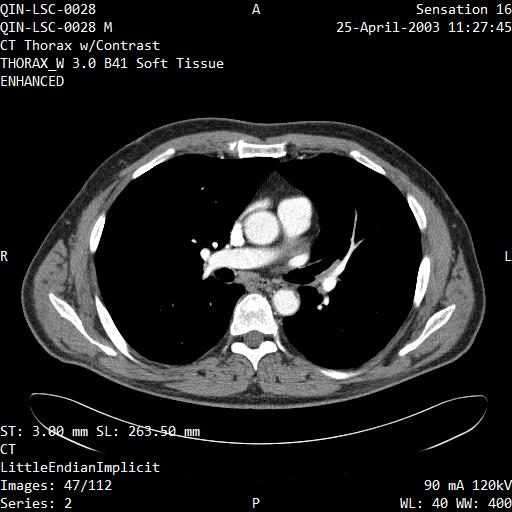 QIN-LSC-0028
A
Sensation 16
QIN-LSC-0028 M
25-April-2003 11:27:45
CT Thorax w/Contrast
THORAX_W 3.0 B41 Soft Tissue
ENHANCED
R
L
ST: 3.00 mm SL: 263.50 mm
CT
LittleEndianImplicit
Images: 47/112
90 mA 120kV
Series: 2
P
WL: 40 WW: 400